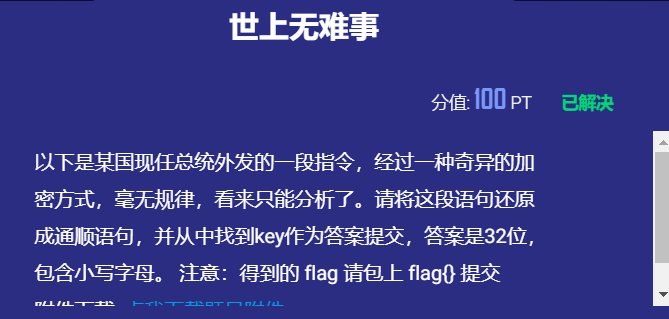 世上无难事
分值: 100 PT 已解决
以下是某国现任总统外发的一段指令，经过一种奇异的加
密方式，毫无规律，看来只能分析了。请将这段语句还原
成通顺语句，并从中找到key作为答案提交，答案是32位，
包含小写字母。 注意：得到的 flag 请包上 flag{} 提交